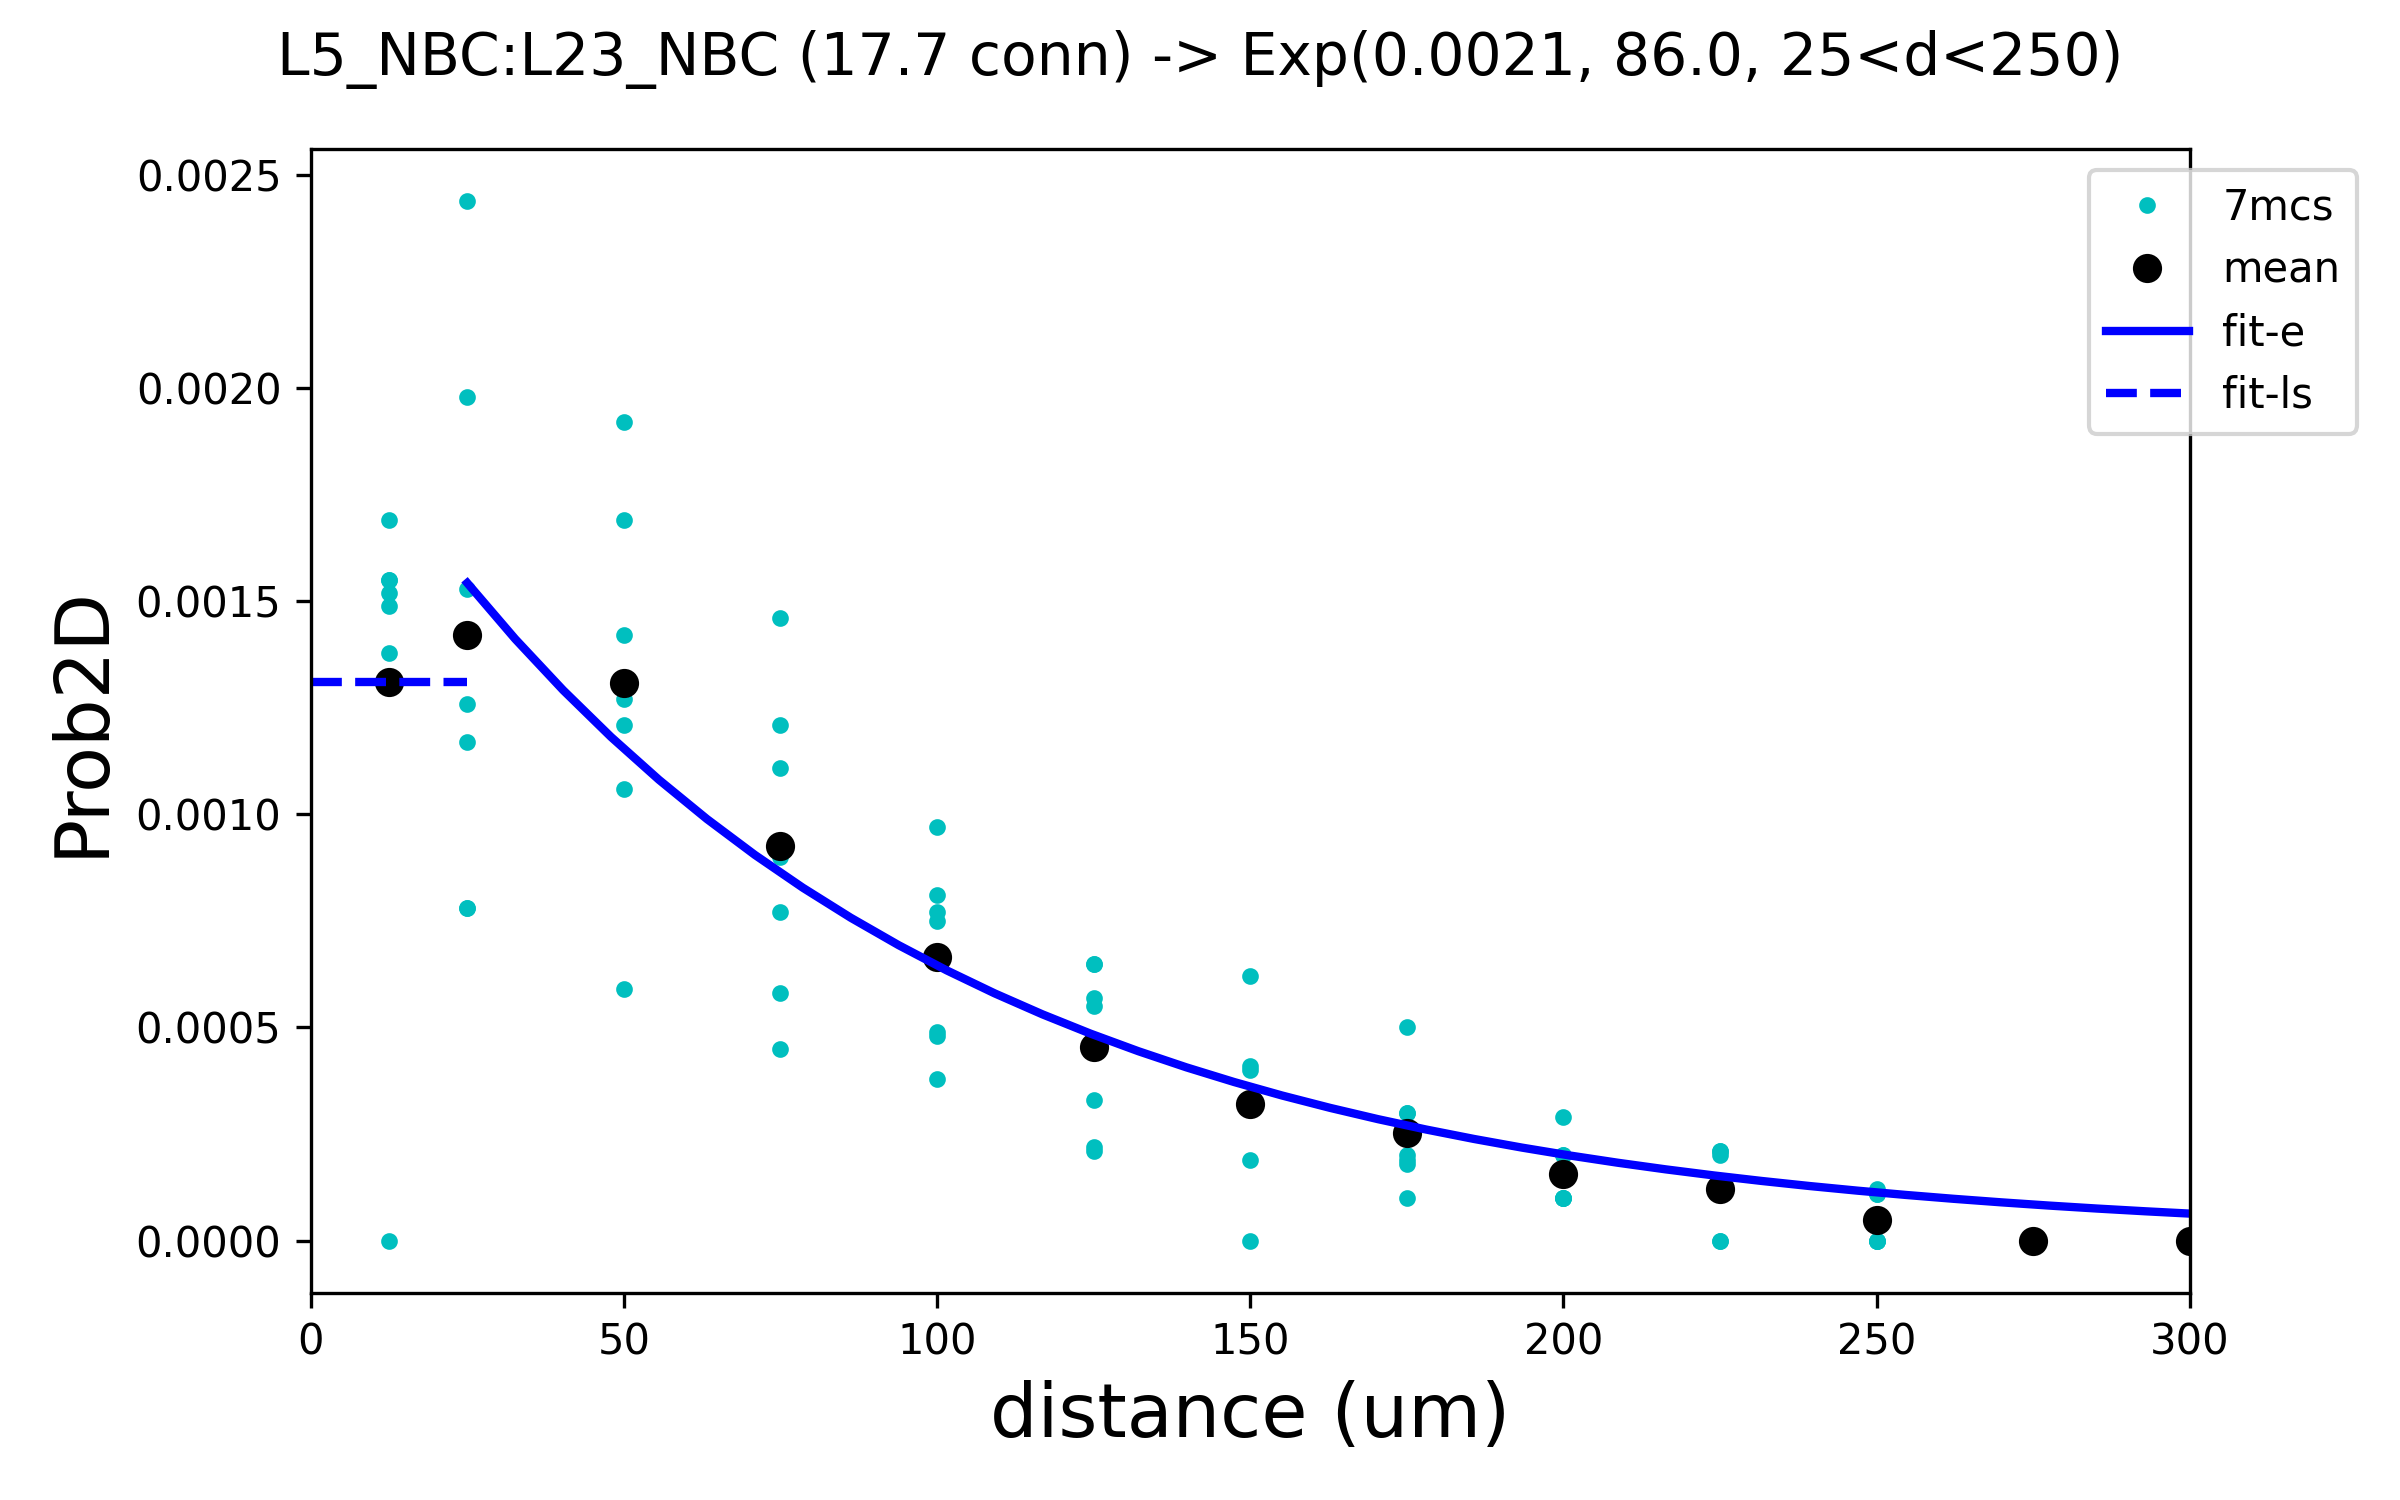 L5_NBC:L23_NBC (17.7 conn) -> Exp(0.0021, 86.0, 25<d<250)
0.0025
0.0020
0.0015
0.0010
0.0005
0.0000
Prob2D
7mcs
mean
fit-e
fit-ls
0 50 100 150 200 250 300
distance (um)